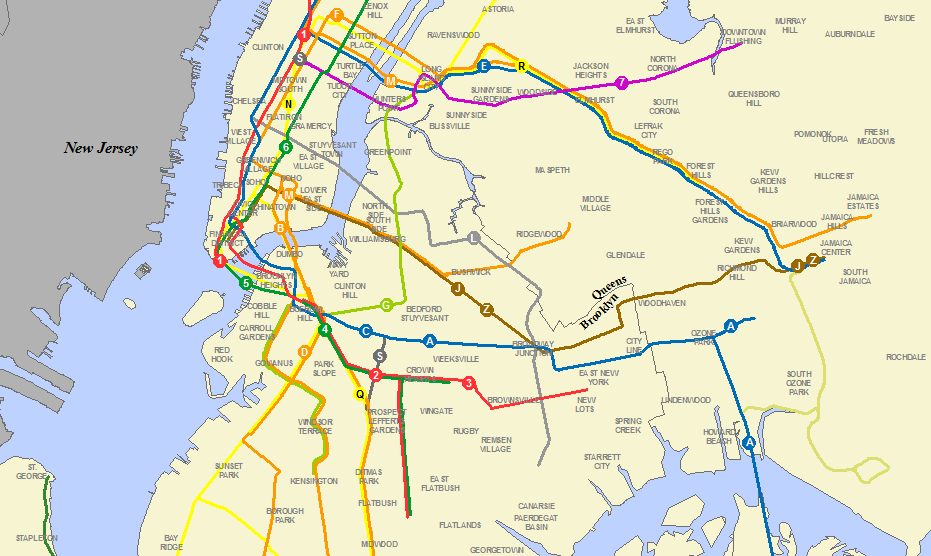 LENOX
HILL
ASTORIA
F
EAST
ELMHURST
MURRAY
HILL
BAYSIDE
1
CLINTON
SUTTON
PLACE
RAVENSWOOD
DOWNTOWN
FLUSHING
AUBURNDALE
S
TURTLE
BAY
E
R
JACKSON
HEIGHTS
NORTH
CORONA
MIDTOWN
SOUTH
TUDOR
CITY
M
7
CHELSEA
N
HUNTERS
POINT
SUNNYSIDE
GARDENS
WOODSIDE
ELMHURST
SOUTH
CORONA
QUEENSBORO
HILL
FLATIRON
GRAMERCY
SUNNYSIDE
BLISSVILLE
LEFRAK
CITY
WEST
VILLAGE
New Jersey
6
STUYVESANT
TOWN
GREENPOINT
POMONOK
UTOPIA
FRESH
MEADOWS
GREENWICH
VILLAGE
EAST
VILLAGE
REGO
PARK
MASPETH
FOREST
HILLS
KEW
GARDENS
HILLS
HILLCREST
TRIBECA
SOHO
M
LOWER
EAST
SIDE
MIDDLE
VILLAGE
FOREST
HILLS
GARDENS
JAMAICA
ESTATES
CHINATOWN
NORTH
SIDE
SOUTH
SIDE
BRIARWOOD
JAMAICA
HILLS
B
WILLIAMSBURG
L
RIDGEWOOD
KEW
GARDENS
JAMAICA
CENTER
FINANCIAL
DISTRICT
DUMBO
GLENDALE
1
NAVY
YARD
BUSHWICK
RICHMOND
HILL
J
Z
SOUTH
JAMAICA
5
BROOKLYN
HEIGHTS
CLINTON
HILL
J
Queens
Brooklyn
COBBLE
HILL
G
Z
BEDFORD
STUYVESANT
WOODHAVEN
CARROLL
GARDENS
4
C
A
A
RED
HOOK
D
S
BROADWAY
JUNCTION
CITY
LINE
OZONE
PARK
GOWANUS
PARK
SLOPE
WEEKSVILLE
ROCHDALE
2
CROWN
3
EAST NEW
YORK
SOUTH
OZONE
PARK
Q
BROWNSVILLE
NEW
LOTS
LINDENWOOD
PROSPECT
LEFFERTS
GARDENS
WINGATE
WINDSOR
TERRACE
RUGBY
SPRING
CREEK
REMSEN
VILLAGE
HOWARD
BEACH
A
STARRETT
CITY
ST.
GEORGE
SUNSET
PARK
KENSINGTON
DITMAS
PARK
EAST
FLATBUSH
FLATBUSH
CANARSIE
PAERDEGAT
BASIN
BOROUGH
PARK
FLATLANDS
STAPLETON
BAY
RIDGE
MIDWOOD
GEORGETOWN